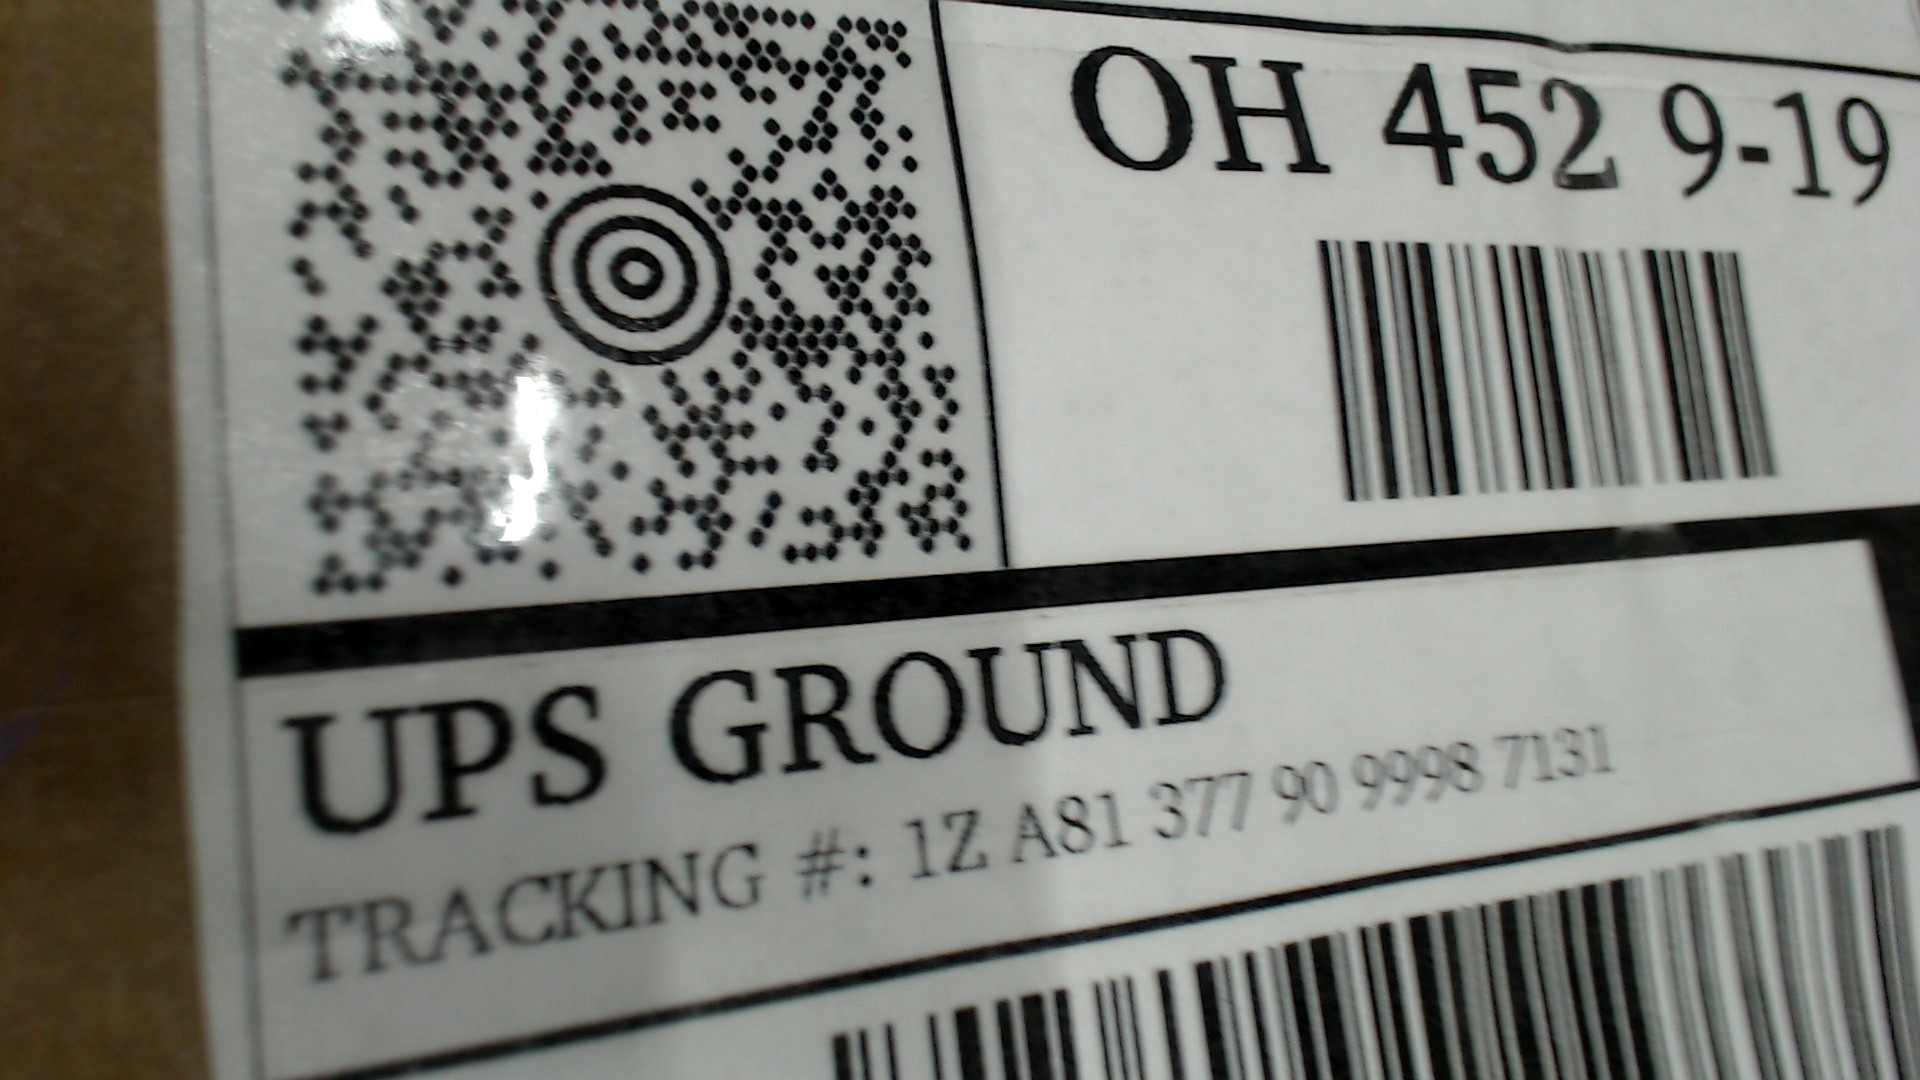 OH 452 9-19
UPS GROUND
TRACKING #: 1Z A81 377 90 9998 7131